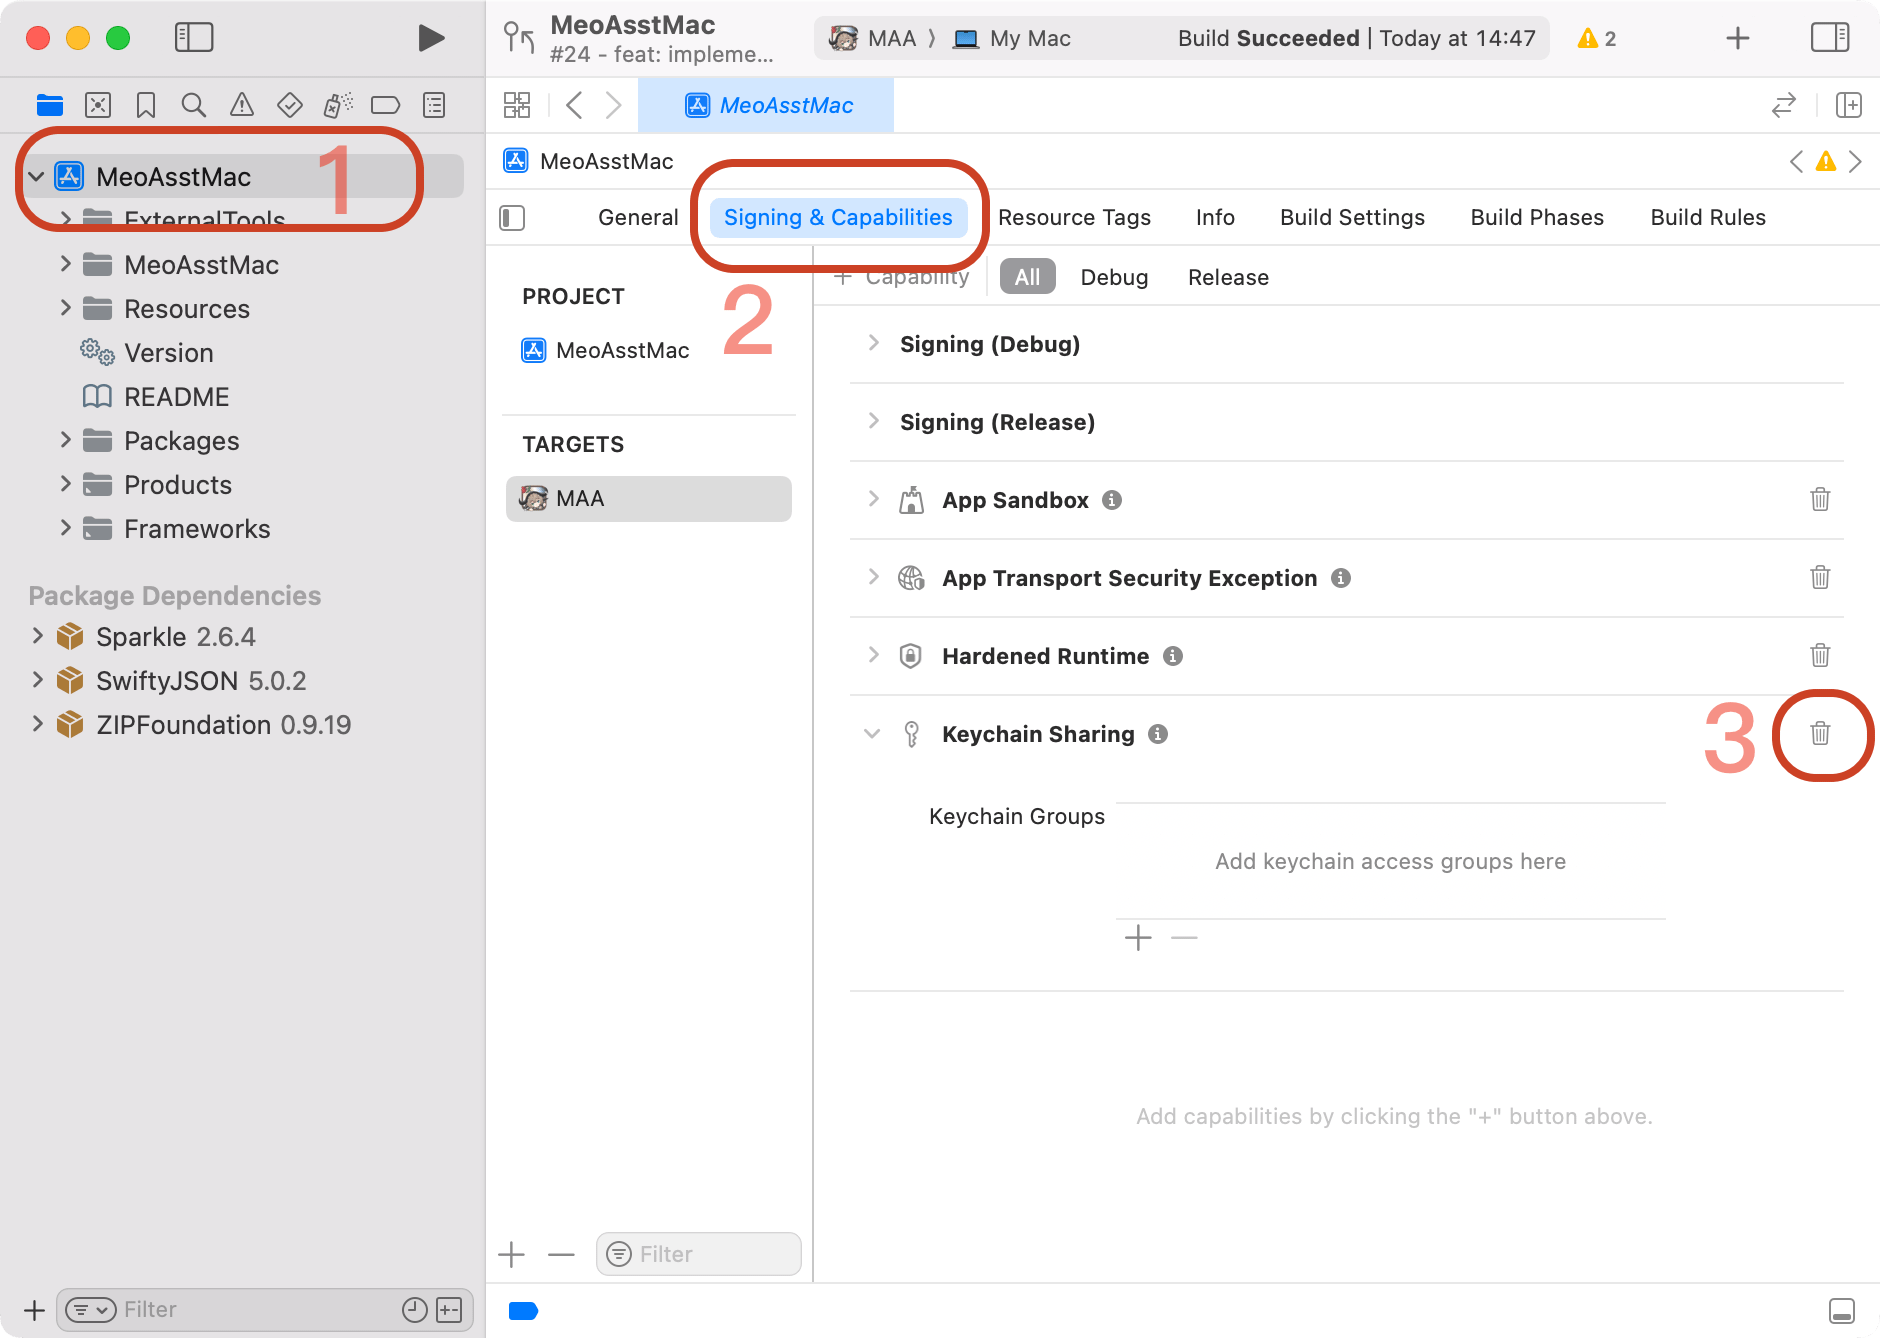 MeoAsstMac
#24 - feat: impleme...
MAA 〉 My Mac
Build Succeeded | Today at 14:47
2
MeoAsstMac
MeoAsstMac
1
ExternalTools
MeoAsstMac
Resources
Version
README
Packages
Products
Frameworks
Package Dependencies
Sparkle 2.6.4
SwiftyJSON 5.0.2
ZIPFoundation 0.9.19
Filter
MeoAsstMac
General
Signing & Capabilities
Resource Tags
Info
Build Settings
Build Phases
Build Rules
PROJECT
MeoAsstMac
2
TARGETS
MAA
Filter
+ Capability
All
Debug
Release
Signing (Debug)
Signing (Release)
App Sandbox
App Transport Security Exception
Hardened Runtime
Keychain Sharing
3
Keychain Groups
Add keychain access groups here
Add capabilities by clicking the "+" button above.